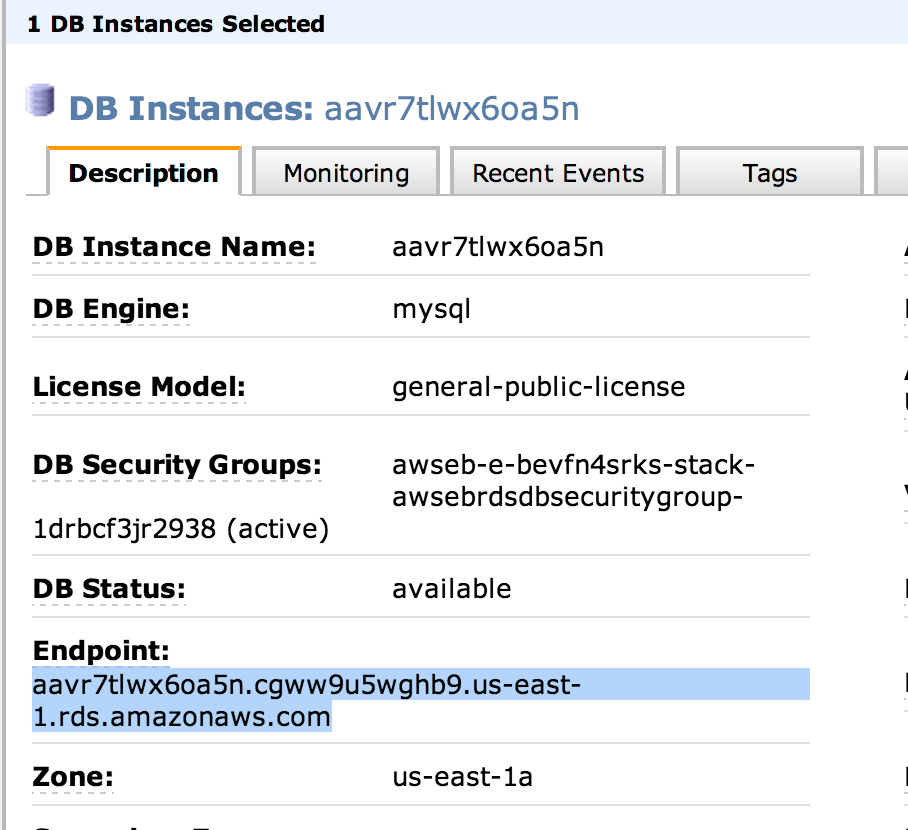 1 DB Instances Selected
DB Instances: aavr7tlwx6oa5n
Description Monitoring Recent Events Tags
DB Instance Name: aavr7tlwx6oa5n
DB Engine: mysql
License Model: general-public-license
DB Security Groups: awseb-e-bevfn4srks-stack-
awsebrdsdbsecuritygroup-
1drbcf3jr2938 (active)
DB Status: available
Endpoint:
aavr7tlwx6oa5n.cgww9u5wghb9.us-east-
1.rds.amazonaws.com
Zone: us-east-1a